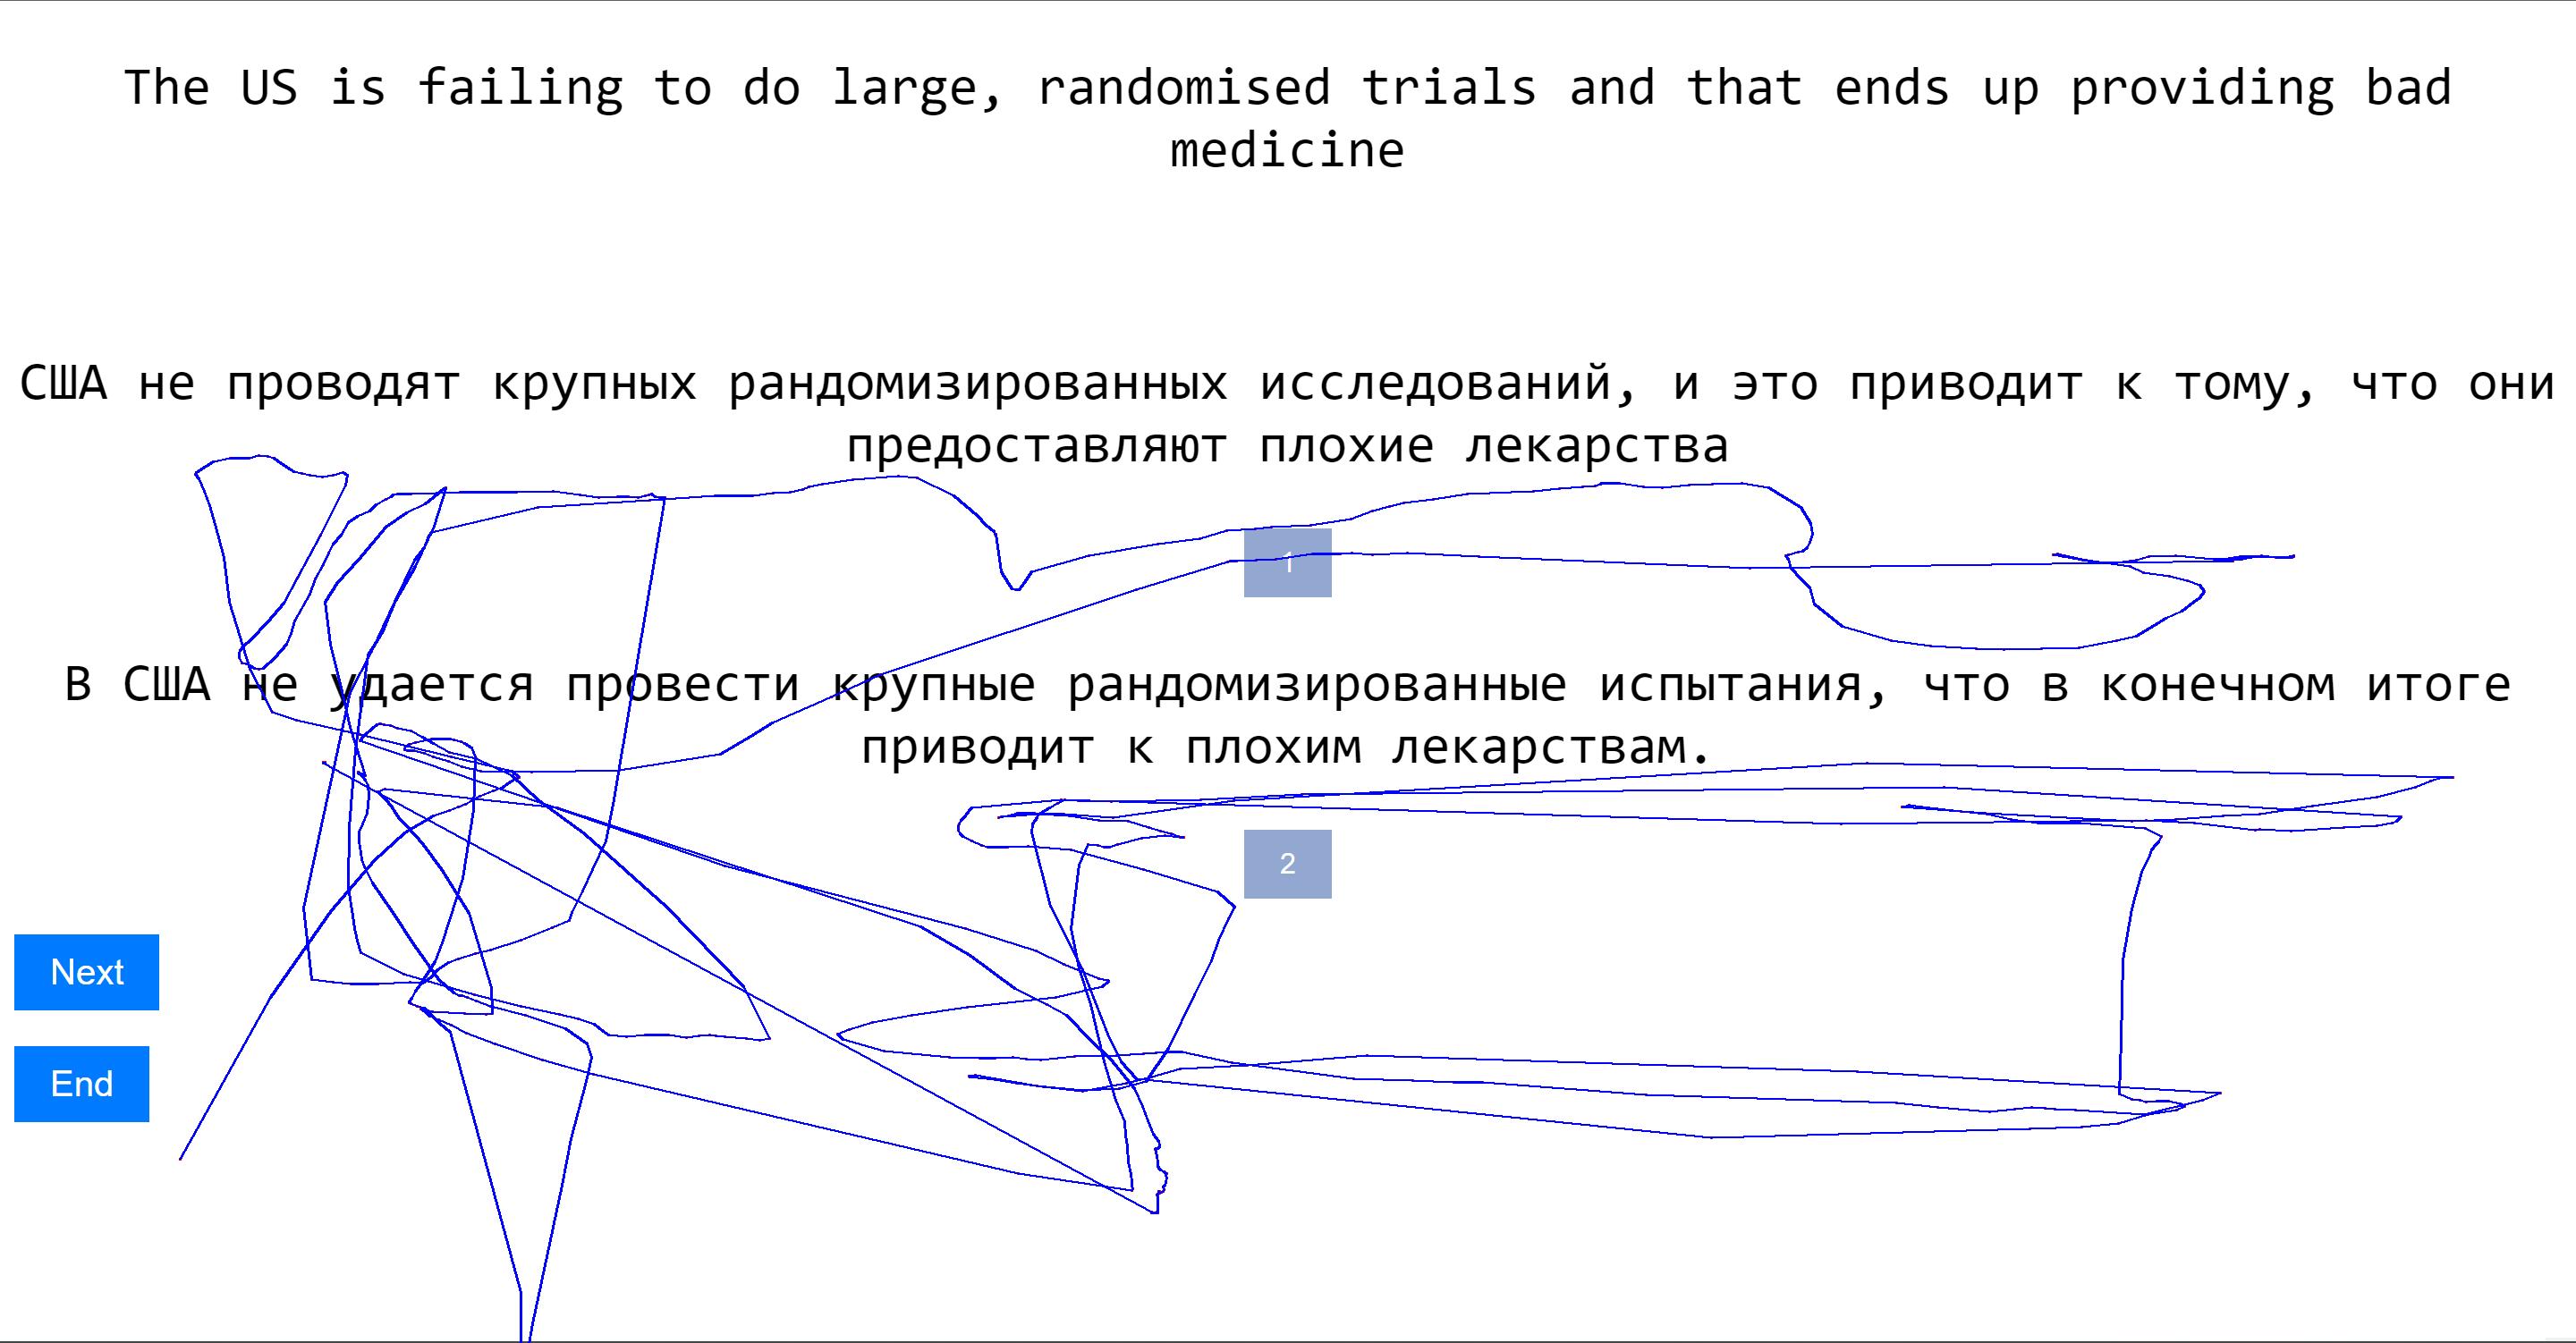 The US is failing to do large, randomised trials and that ends up providing bad
medicine
США не проводят крупных рандомизированных исследований, и это приводит к тому, что они
предоставляют плохие лекарства
1
В США не удается провести крупные рандомизированные испытания, что в конечном итоге
приводит к плохим лекарствам.
2
Next
End